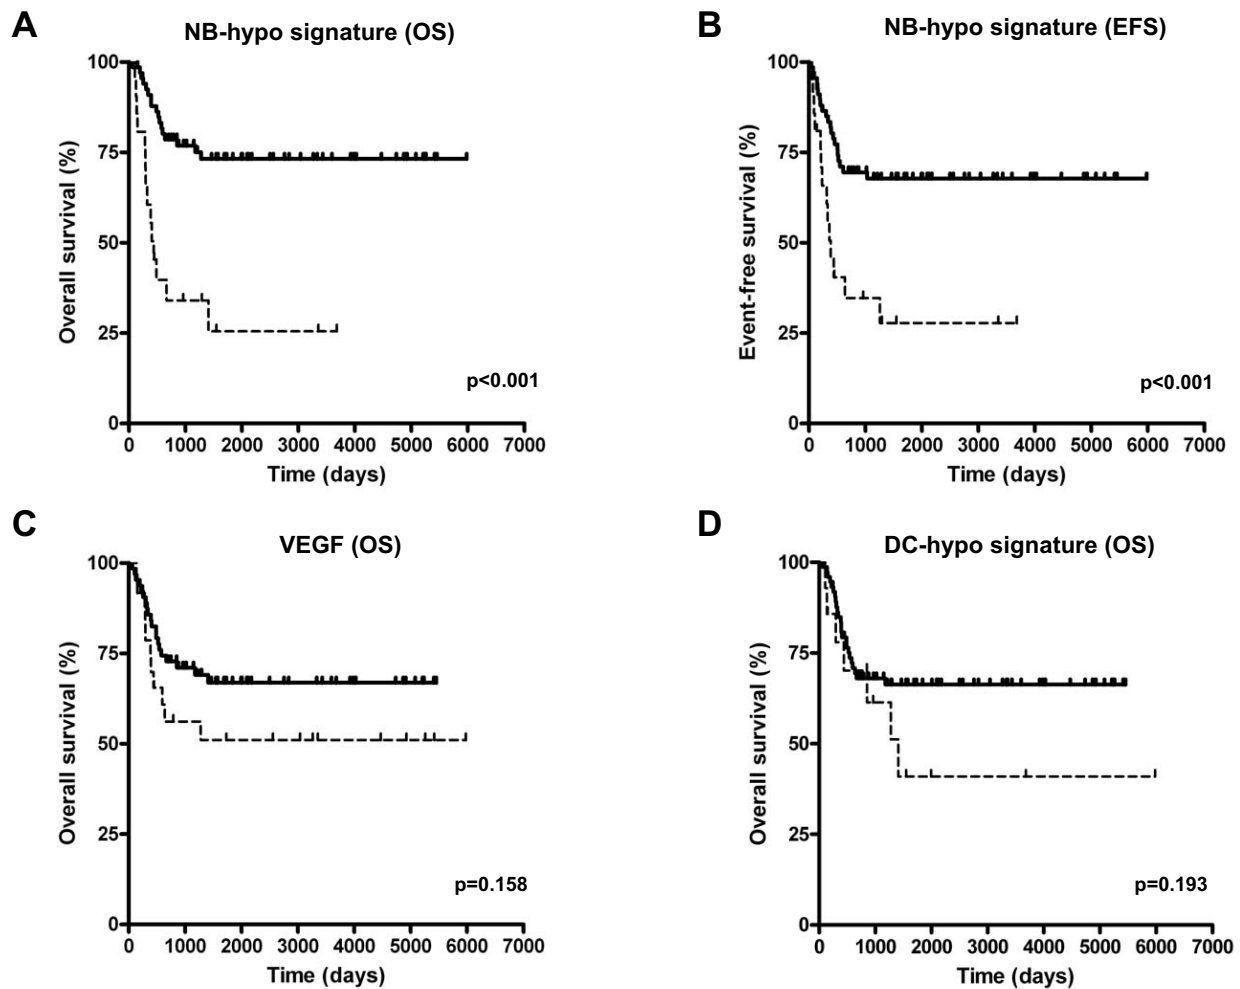 A
NB-hypo signature (OS)
Overall survival (%)
100
75
50
25
0
p<0.001
0 1000 2000 3000 4000 5000 6000 7000
Time (days)
B
NB-hypo signature (EFS)
Event-free survival (%)
100
75
50
25
0
p<0.001
0 1000 2000 3000 4000 5000 6000 7000
Time (days)
C
VEGF (OS)
Overall survival (%)
100
75
50
25
0
p=0.158
0 1000 2000 3000 4000 5000 6000 7000
Time (days)
D
DC-hypo signature (OS)
Overall survival (%)
100
75
50
25
0
p=0.193
0 1000 2000 3000 4000 5000 6000 7000
Time (days)